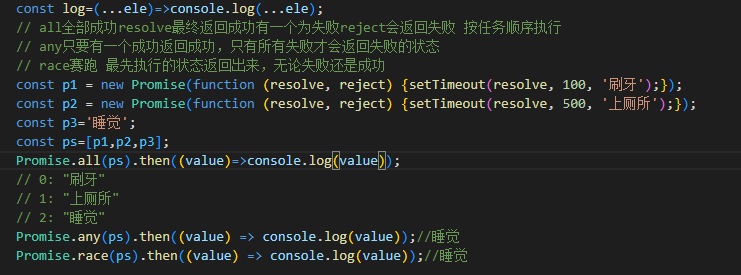 const log=(...ele)=>console.log(...ele);
// all全部成功resolve最终返回成功有一个为失败reject会返回失败 按任务顺序执行
// any只要有一个成功返回成功，只有所有失败才会返回失败的状态
// race赛跑 最先执行的状态返回出来，无论失败还是成功
const p1 = new Promise(function (resolve, reject) {setTimeout(resolve, 100, '刷牙');});
const p2 = new Promise(function (resolve, reject) {setTimeout(resolve, 500, '上厕所');});
const p3='睡觉';
const ps=[p1,p2,p3];
Promise.all(ps).then((value)=>console.log(value));
// 0: "刷牙"
// 1: "上厕所"
// 2: "睡觉"
Promise.any(ps).then((value) => console.log(value));//睡觉
Promise.race(ps).then((value) => console.log(value));//睡觉